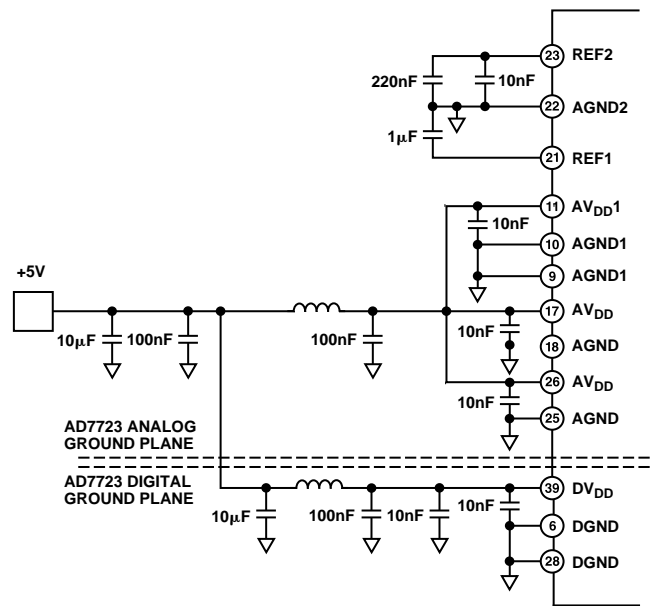 23 REF2
220nF 10nF
22 AGND2
1µF
21 REF1
11 AVDD1
10nF
10 AGND1
9 AGND1
+5V
17 AVDD
10µF 100nF 100nF 10nF
18 AGND
26 AVDD
10nF
25 AGND
AD7723 ANALOG
GROUND PLANE
AD7723 DIGITAL
GROUND PLANE
39 DVDD
10µF 100nF 10nF 10nF
6 DGND
28 DGND